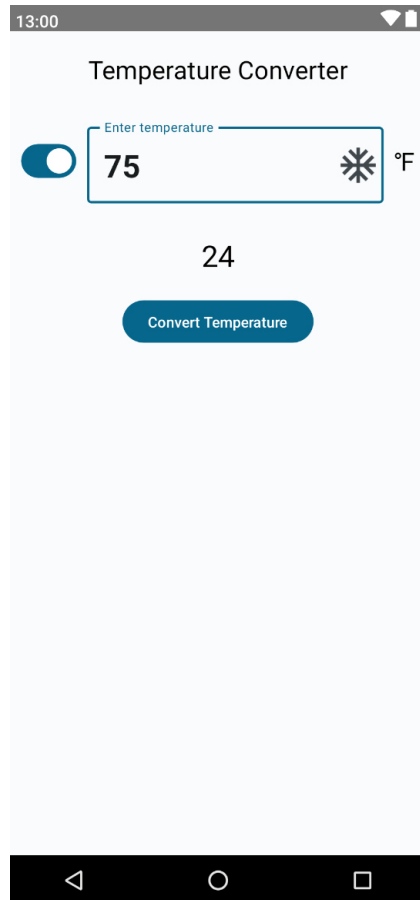 13:00
Temperature Converter
Enter temperature
75
°F
24
Convert Temperature